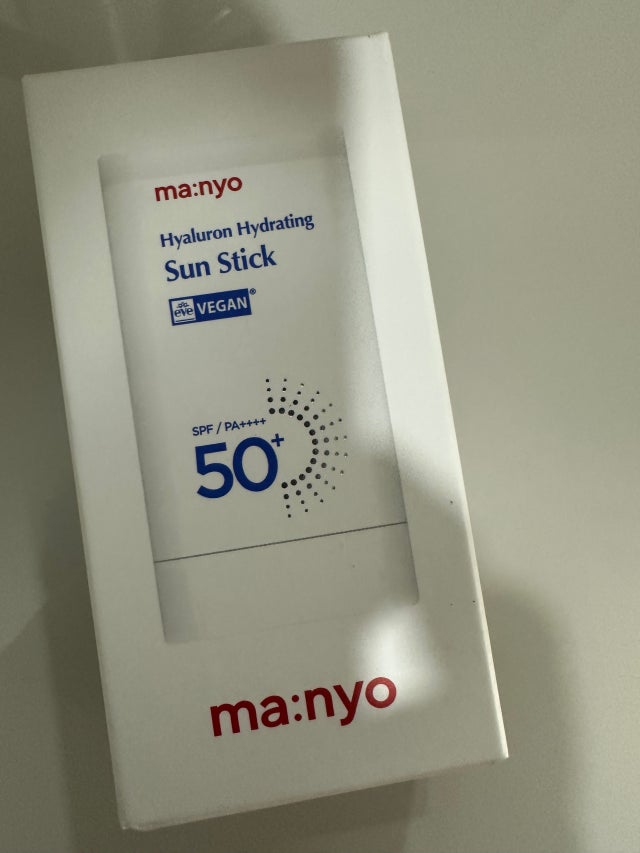 ma:nyo
Hyaluron Hydrating
Sun Stick
eve VEGAN®
SPF / PA++++
50+
ma:nyo